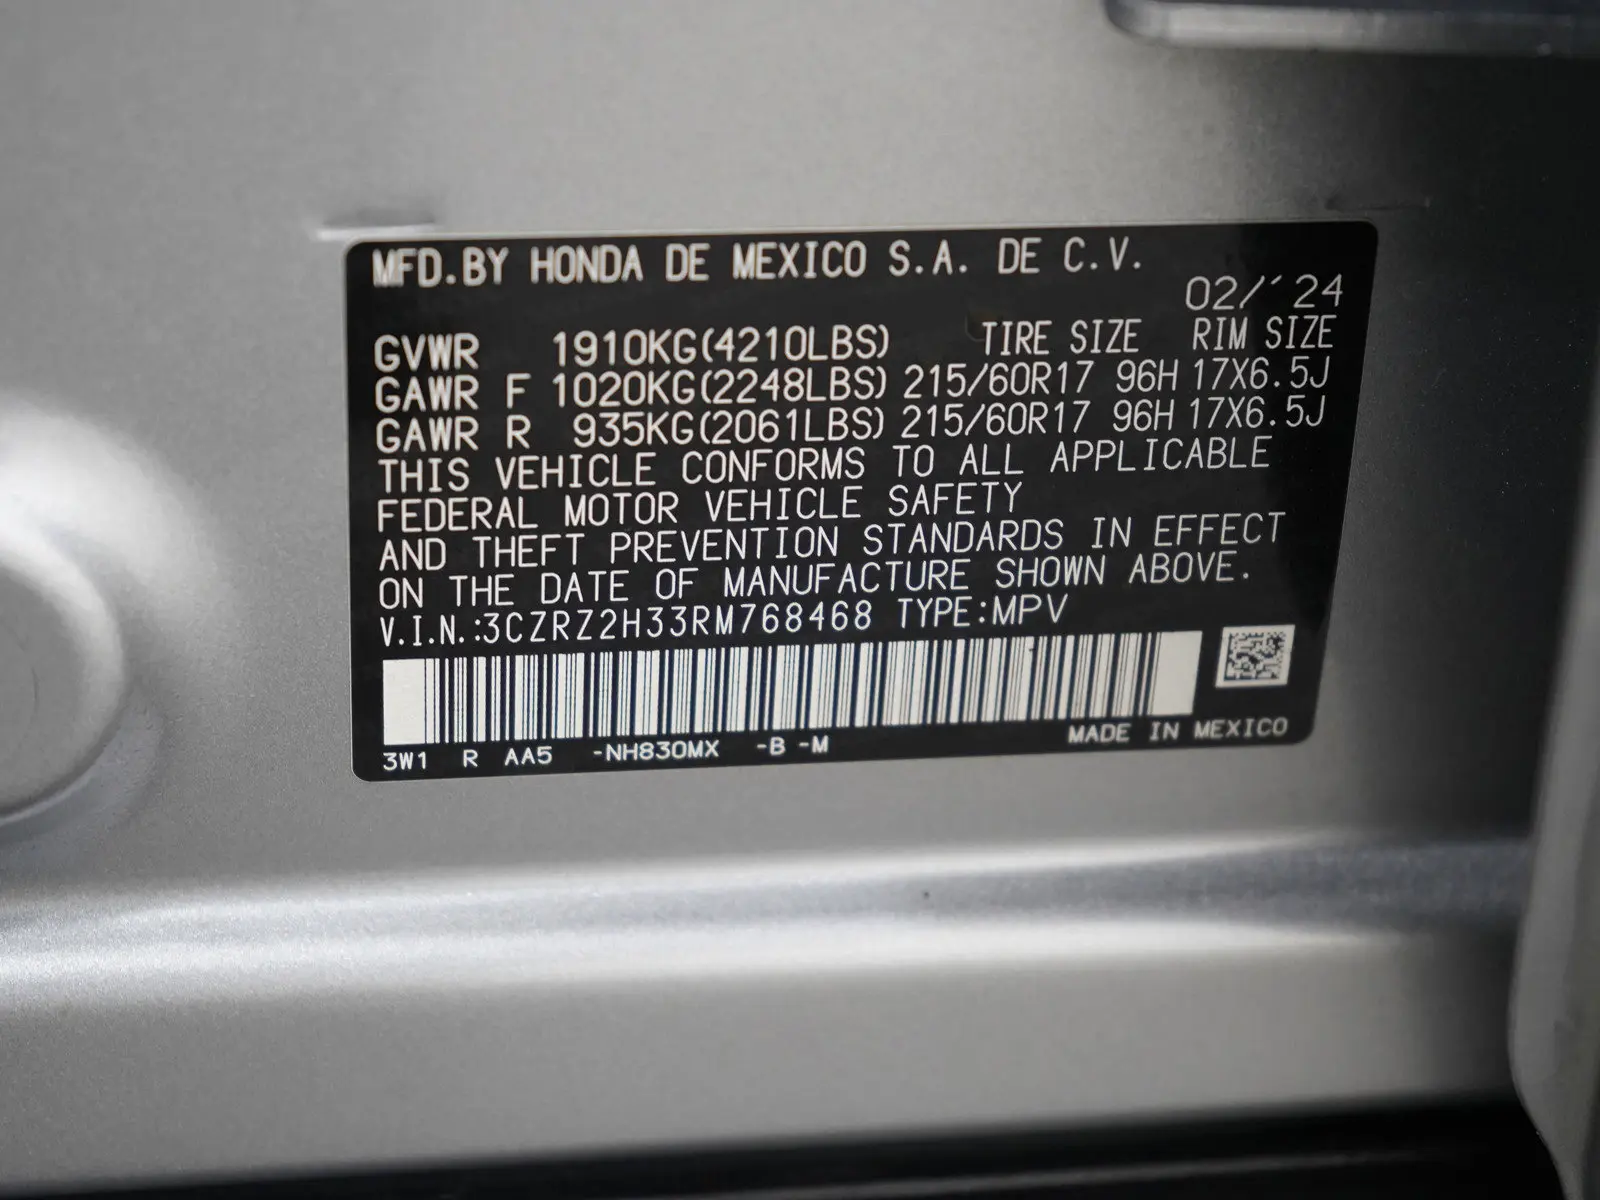 MFD.BY HONDA DE MEXICO S.A. DE C.V.
02/´24
GVWR 1910KG(4210LBS) TIRE SIZE RIM SIZE
GAWR F 1020KG(2248LBS) 215/60R17 96H 17X6.5J
GAWR R 935KG(2061LBS) 215/60R17 96H 17X6.5J
THIS VEHICLE CONFORMS TO ALL APPLICABLE
FEDERAL MOTOR VEHICLE SAFETY
AND THEFT PREVENTION STANDARDS IN EFFECT
ON THE DATE OF MANUFACTURE SHOWN ABOVE.
V.I.N.:3CZRZ2H33RM768468 TYPE:MPV
3W1 R AA5 -NH830MX -B -M MADE IN MEXICO